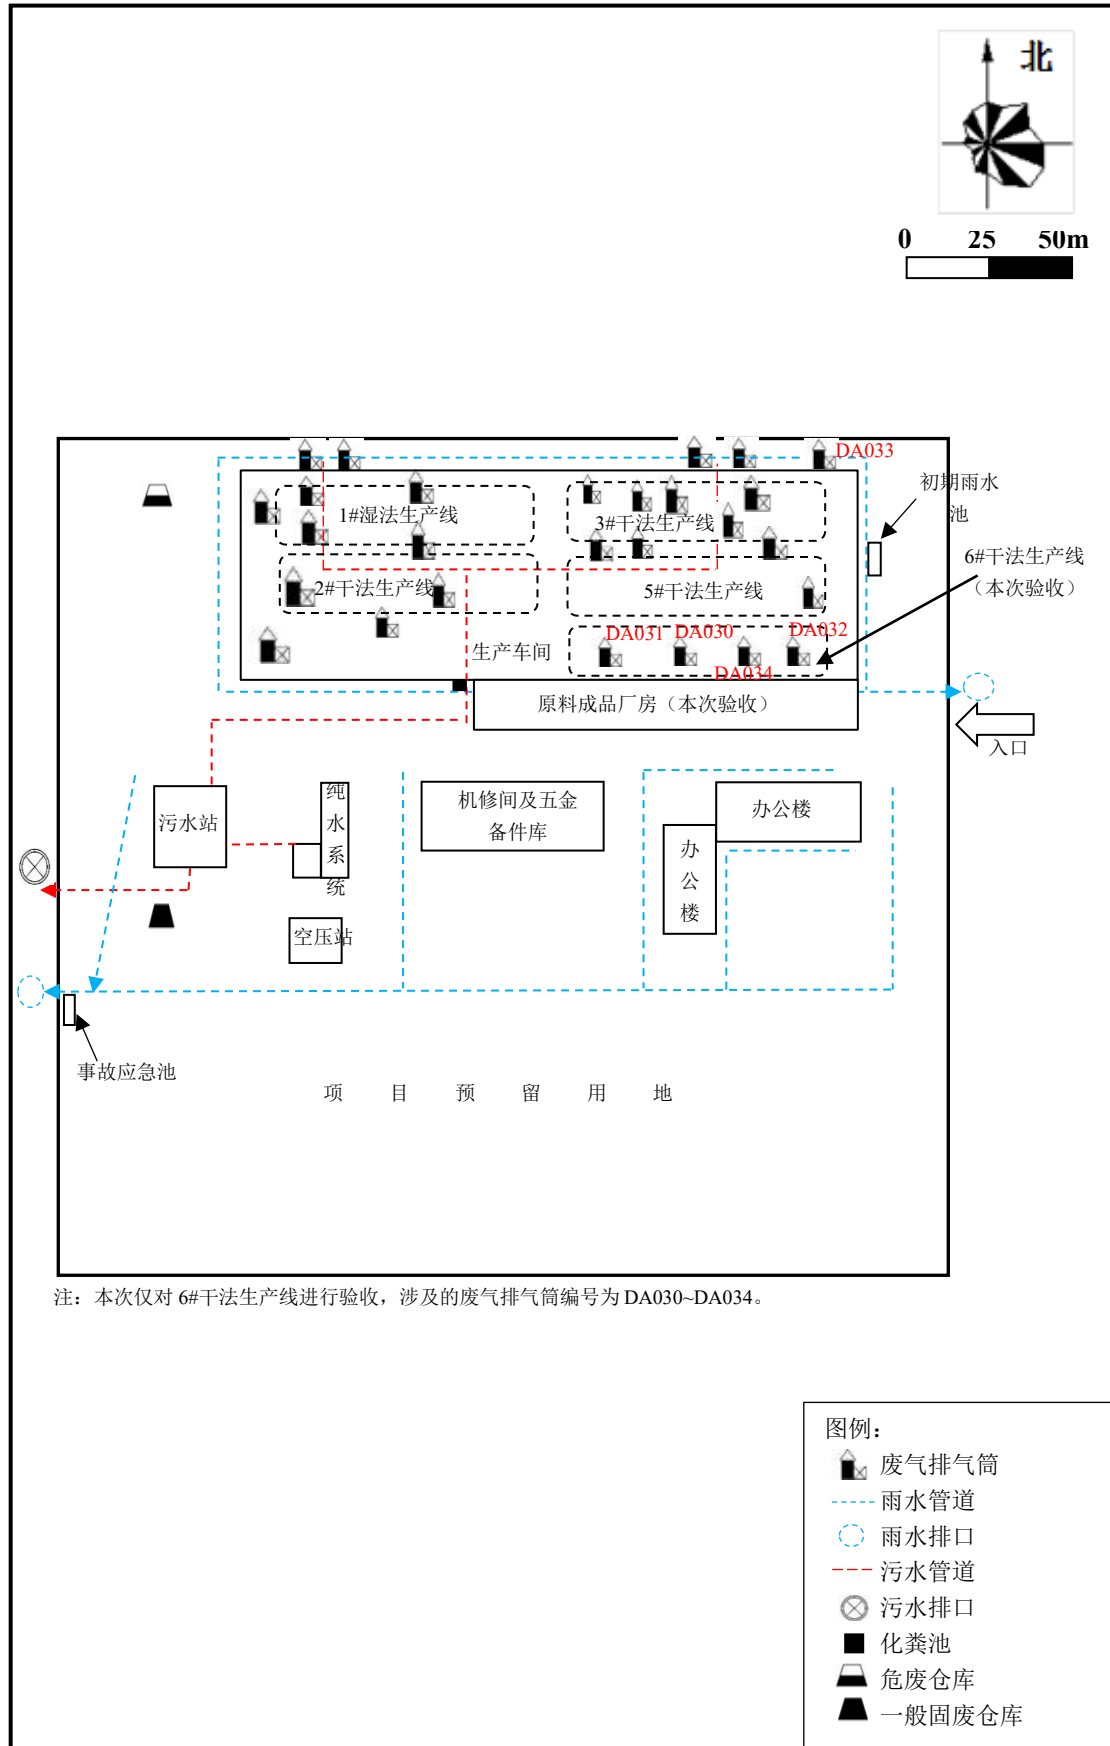 北
0 25 50m
DA033
初期雨水
池
1#湿法生产线
3#干法生产线
6#干法生产线
（本次验收）
2#干法生产线
5#干法生产线
DA031 DA030 DA032
生产车间
DA034
原料成品厂房（本次验收）
入口
污水站
纯
水
系
统
机修间及五金
备件库
办公楼
办
公
楼
空压站
事故应急池
项 目 预 留 用 地
注：本次仅对 6#干法生产线进行验收，涉及的废气排气筒编号为 DA030~DA034。
图例：
废气排气筒
雨水管道
雨水排口
污水管道
污水排口
化粪池
危废仓库
一般固废仓库